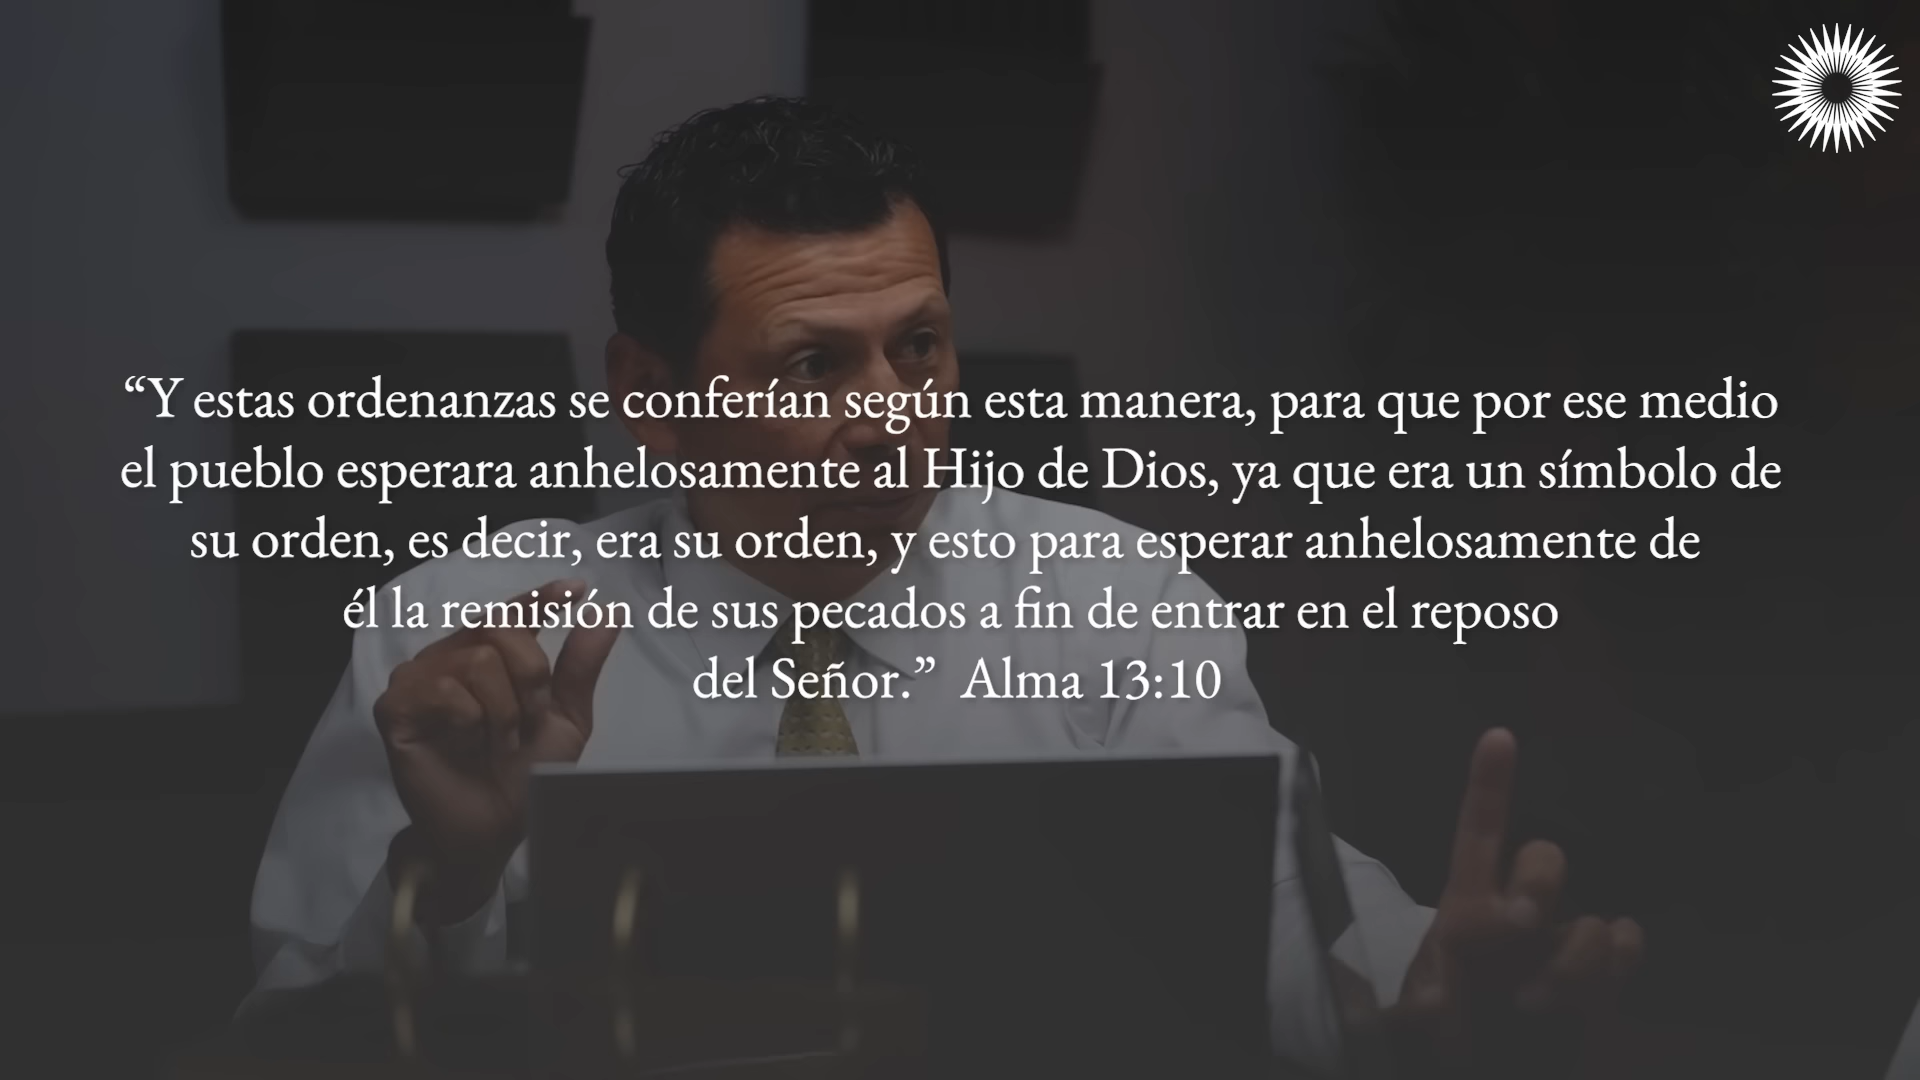 “Y estas ordenanzas se conferían según esta manera, para que por ese medio
el pueblo esperara anhelosamente al Hijo de Dios, ya que era un símbolo de
su orden, es decir, era su orden, y esto para esperar anhelosamente de
él la remisión de sus pecados a fin de entrar en el reposo
del Señor.”  Alma 13:10